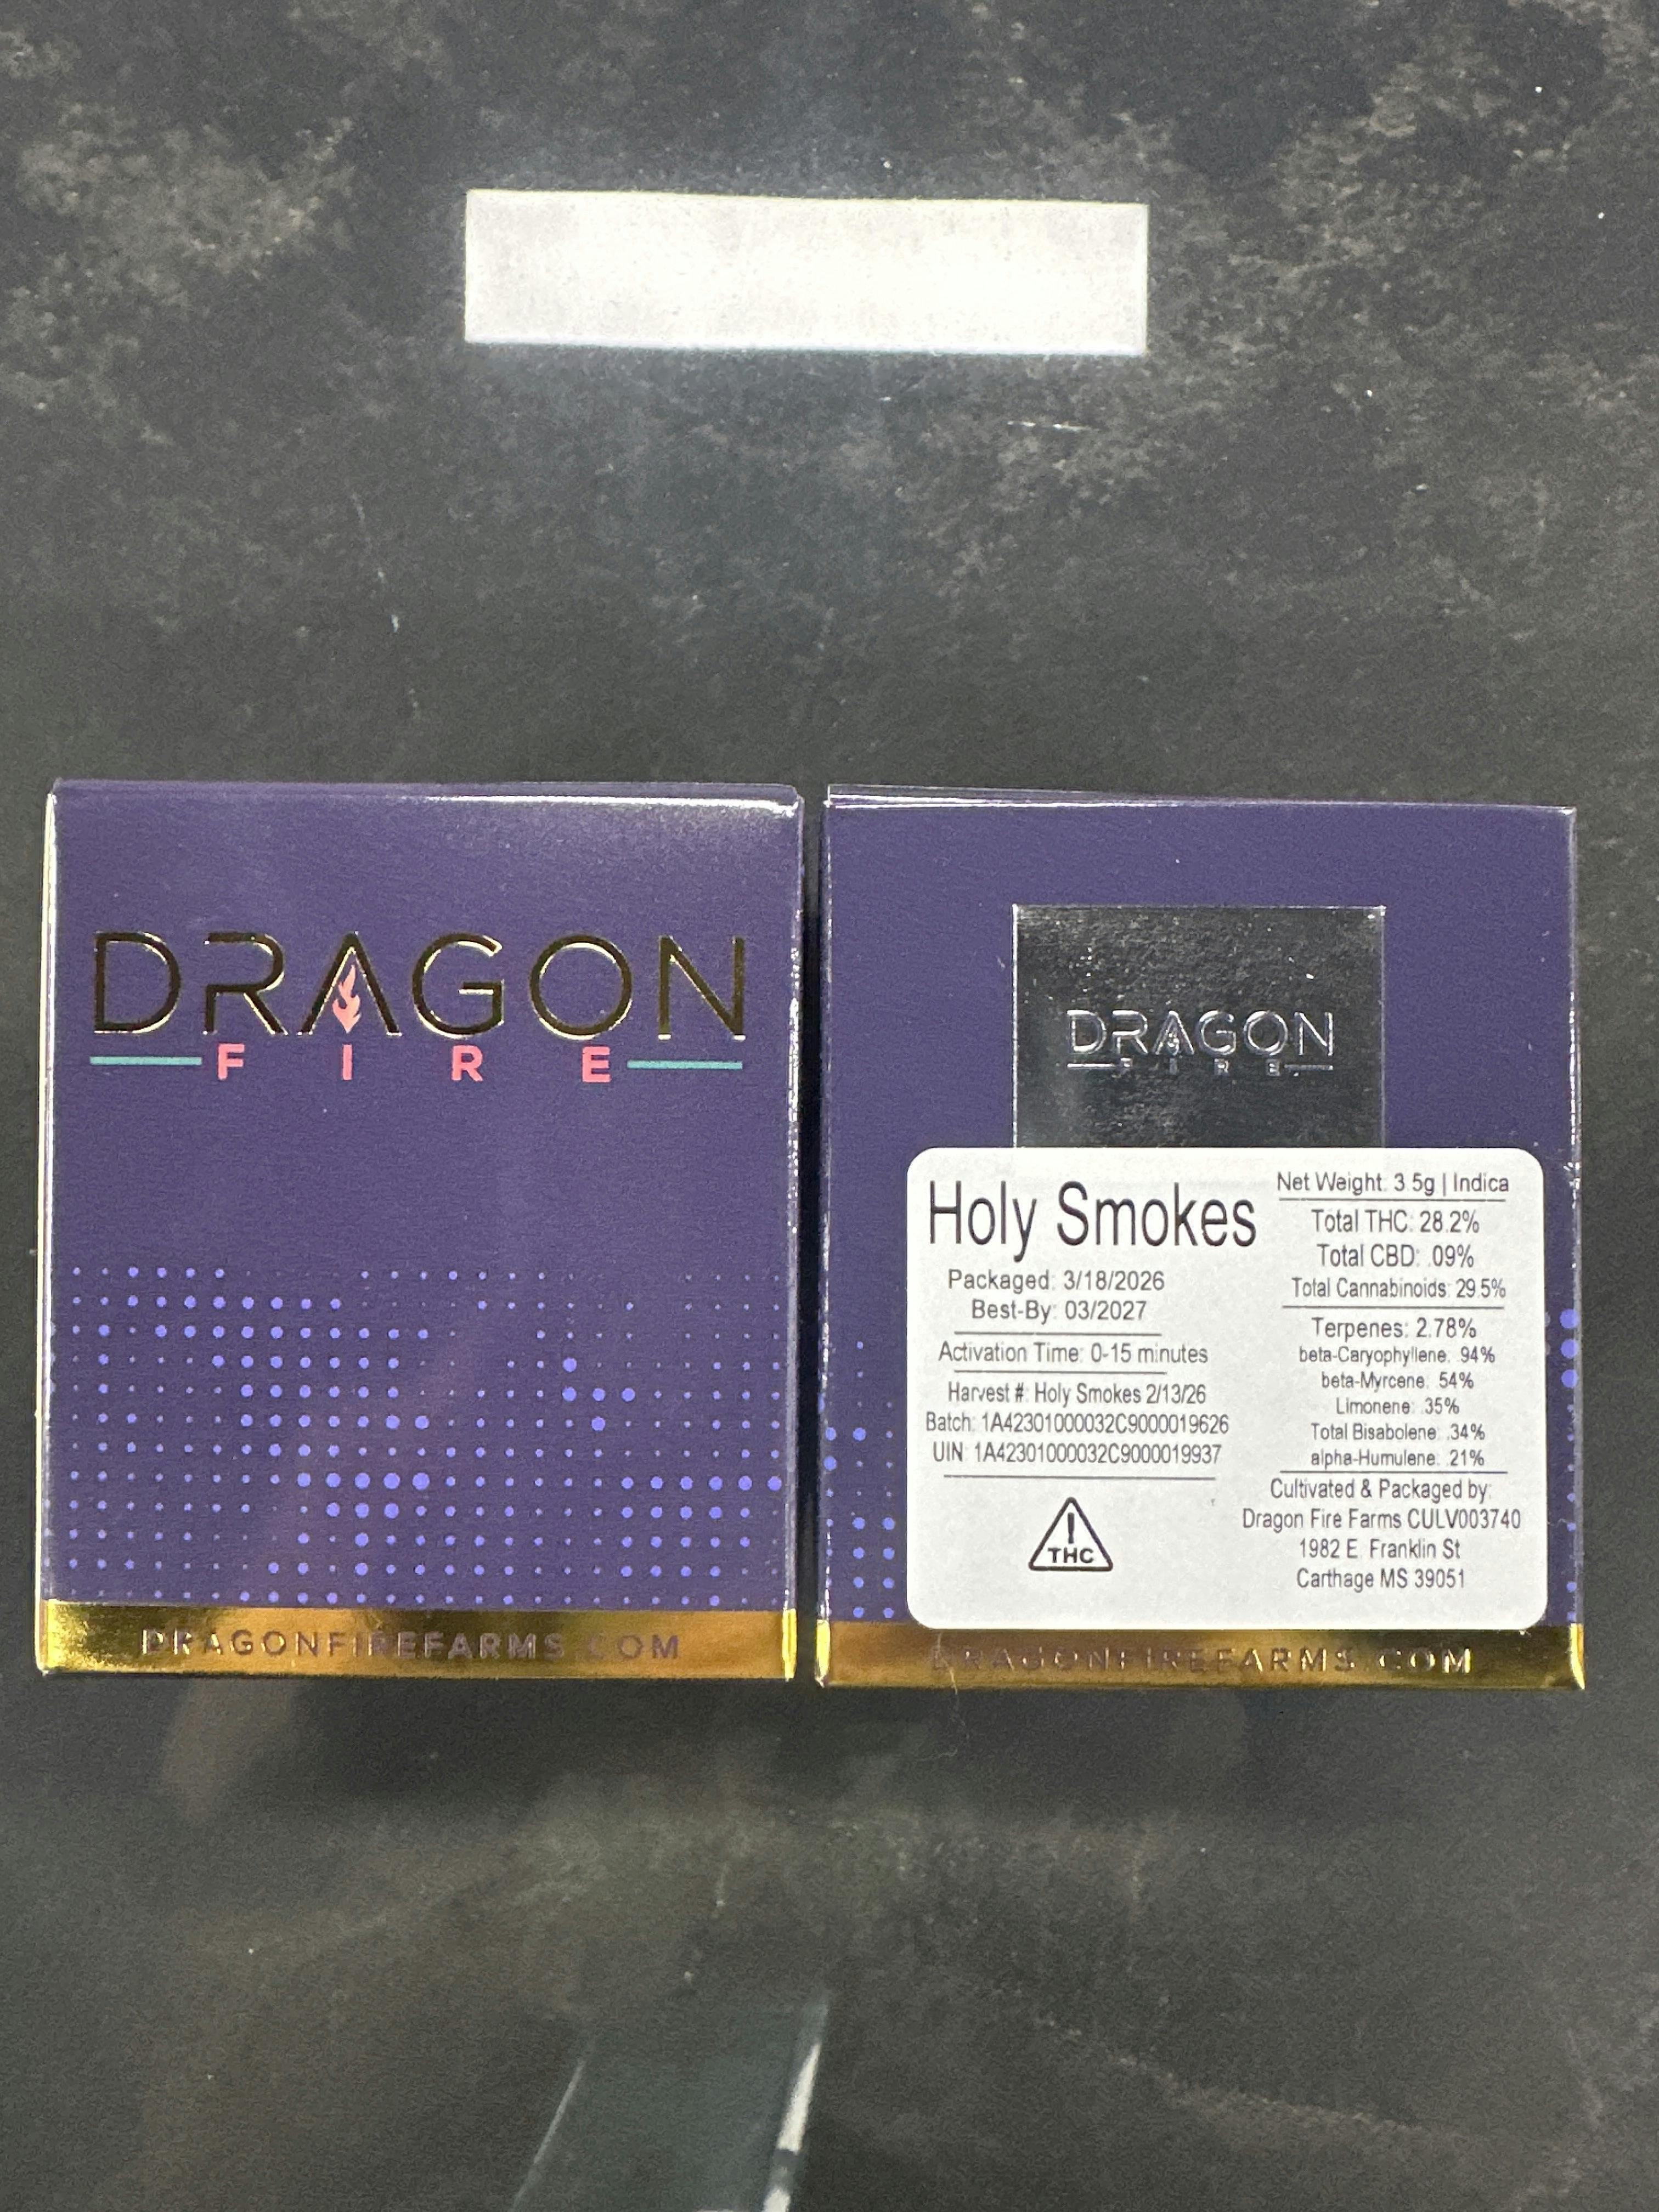 DRAGON
FIRE
DRAGONFIREFARMS.COM
DRAGON
FIRE
Holy Smokes
Packaged: 3/18/2026
Best-By: 03/2027
Activation Time: 0-15 minutes
Harvest #: Holy Smokes 2/13/26
Batch: 1A42301000032C9000019626
UIN: 1A42301000032C9000019937
THC
Net Weight: 3.5g | Indica
Total THC: 28.2%
Total CBD: .09%
Total Cannabinoids: 29.5%
Terpenes: 2.78%
beta-Caryophyllene: .94%
beta-Myrcene: .54%
Limonene: .35%
Total Bisabolene: .34%
alpha-Humulene: .21%
Cultivated & Packaged by:
Dragon Fire Farms CULV003740
1982 E. Franklin St
Carthage MS 39051
DRAGONFIREFARMS.COM